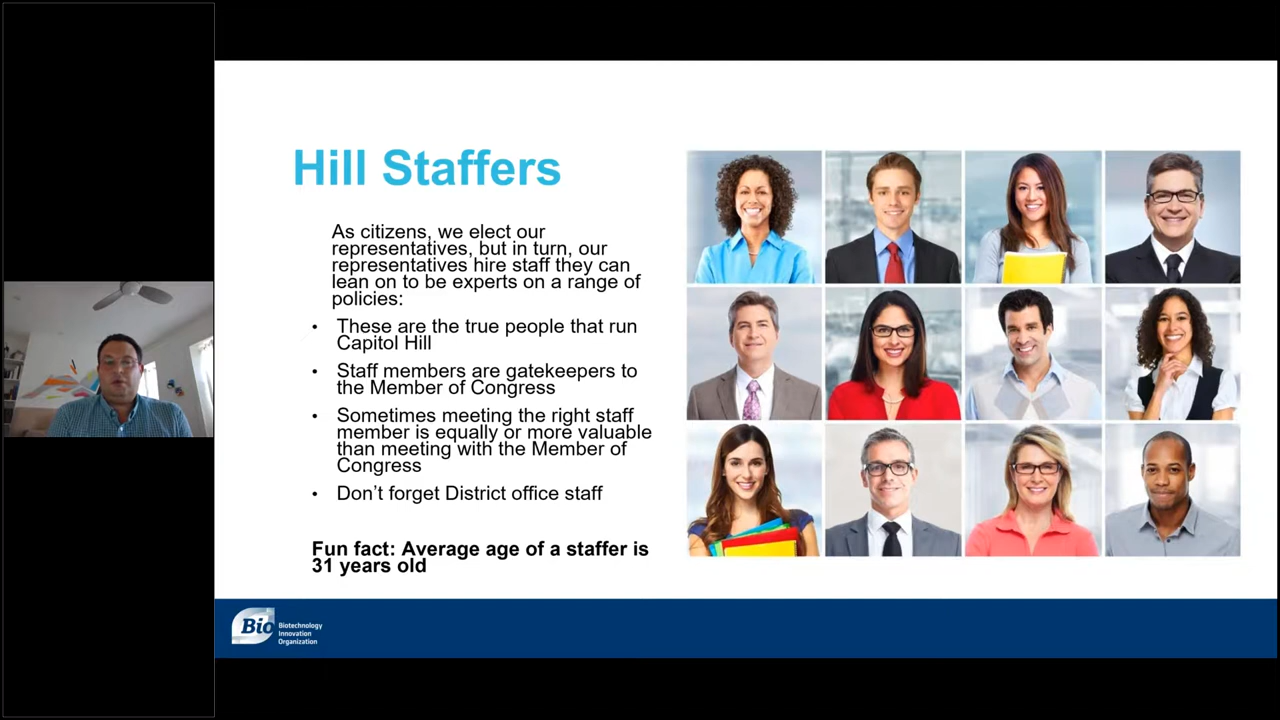 Hill Staffers
As citizens, we elect our
representatives, but in turn, our
representatives hire staff they can
lean on to be experts on a range of
policies:
• These are the true people that run
Capitol Hill
• Staff members are gatekeepers to
the Member of Congress
• Sometimes meeting the right staff
member is equally or more valuable
than meeting with the Member of
Congress
• Don’t forget District office staff
Fun fact: Average age of a staffer is
31 years old
Bio
Biotechnology
Innovation
Organization